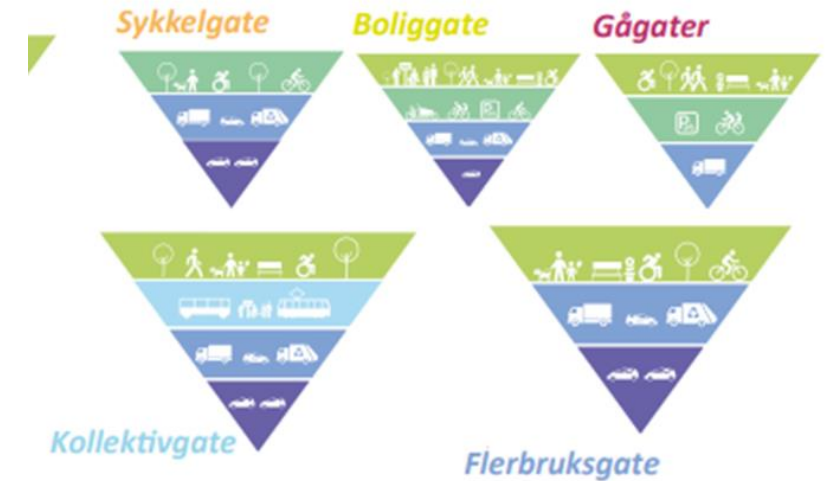 Sykkelgate
Boliggate
Gågater
P
P
Kollektivgate
Flerbruksgate